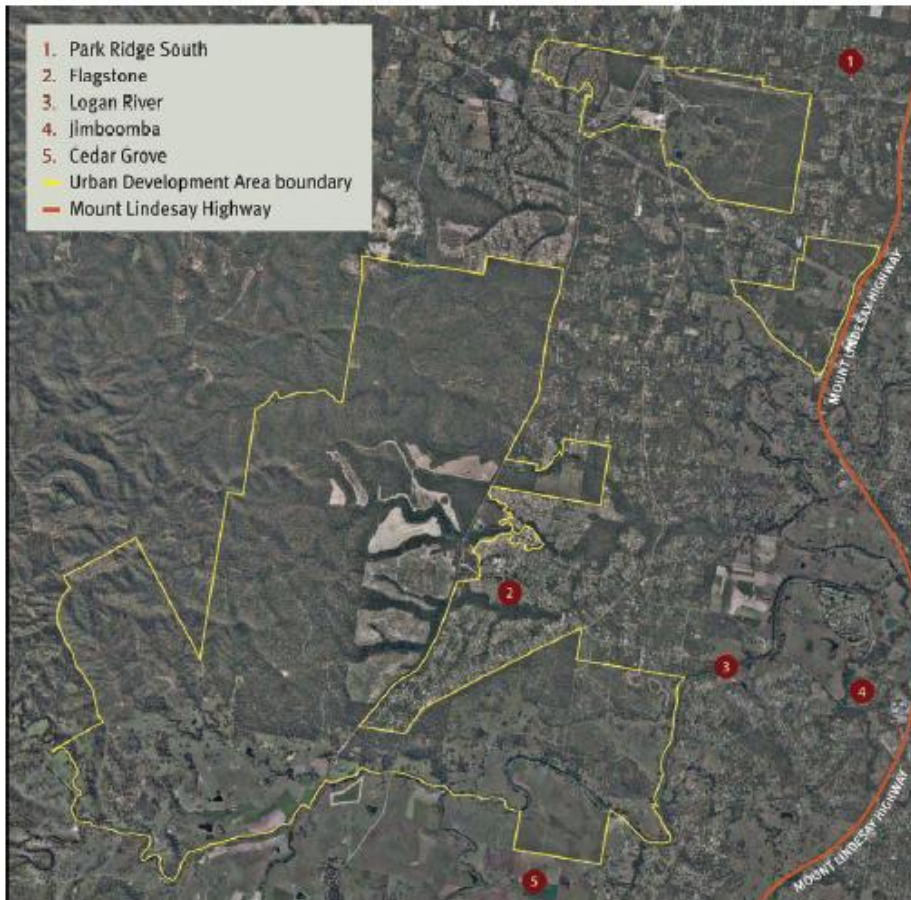 1. Park Ridge South
2. Flagstone
3. Logan River
4. Jimboomba
5. Cedar Grove
Urban Development Area boundary
Mount Lindesay Highway
1
MOUNT LINDESAY HIGHWAY
2
3
4
MOUNT LINDESAY HIGHWAY
5